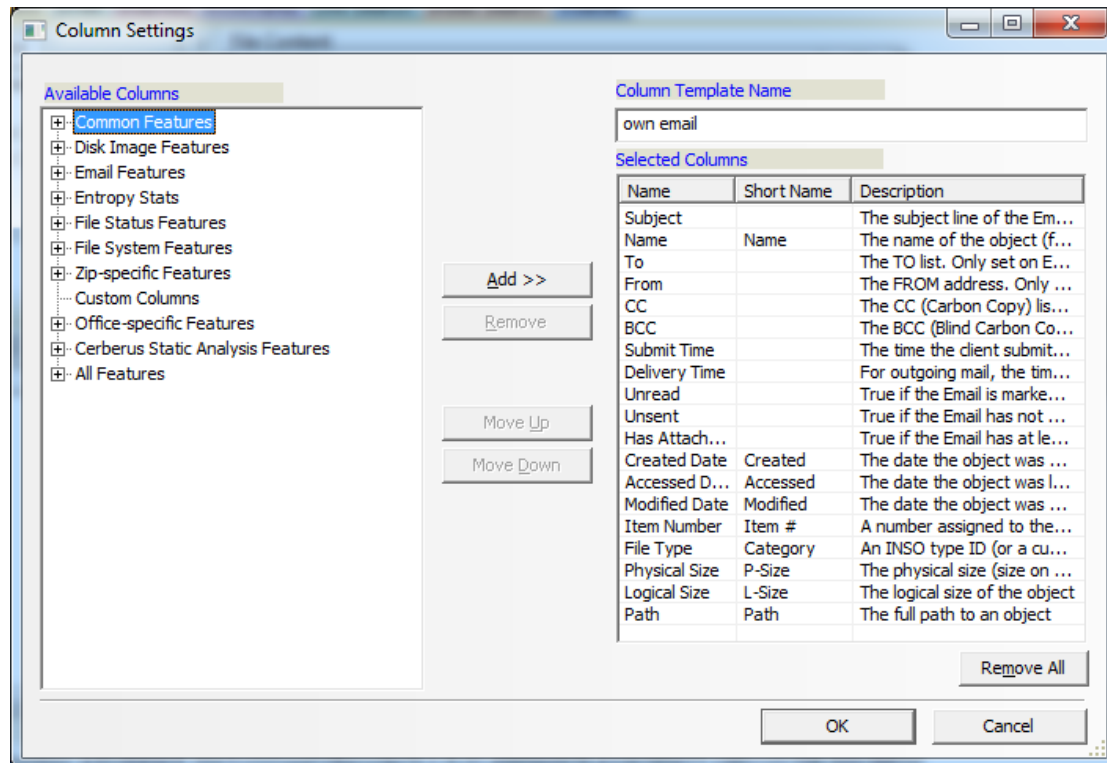 Column Settings
Available Columns
Common Features
Disk Image Features
Email Features
Entropy Stats
File Status Features
File System Features
Zip-specific Features
Custom Columns
Office-specific Features
Cerberus Static Analysis Features
All Features
Add >>
Remove
Move Up
Move Down
Column Template Name
own email
Selected Columns
Name Short Name Description
Subject The subject line of the Em...
Name Name The name of the object (f...
To The TO list. Only set on E...
From The FROM address. Only ...
CC The CC (Carbon Copy) lis...
BCC The BCC (Blind Carbon Co...
Submit Time The time the client submit...
Delivery Time For outgoing mail, the tim...
Unread True if the Email is marke...
Unsent True if the Email has not ...
Has Attach... True if the Email has at le...
Created Date Created The date the object was ...
Accessed D... Accessed The date the object was l...
Modified Date Modified The date the object was ...
Item Number Item # A number assigned to the...
File Type Category An INSO type ID (or a cu...
Physical Size P-Size The physical size (size on ...
Logical Size L-Size The logical size of the object
Path Path The full path to an object
Remove All
OK Cancel